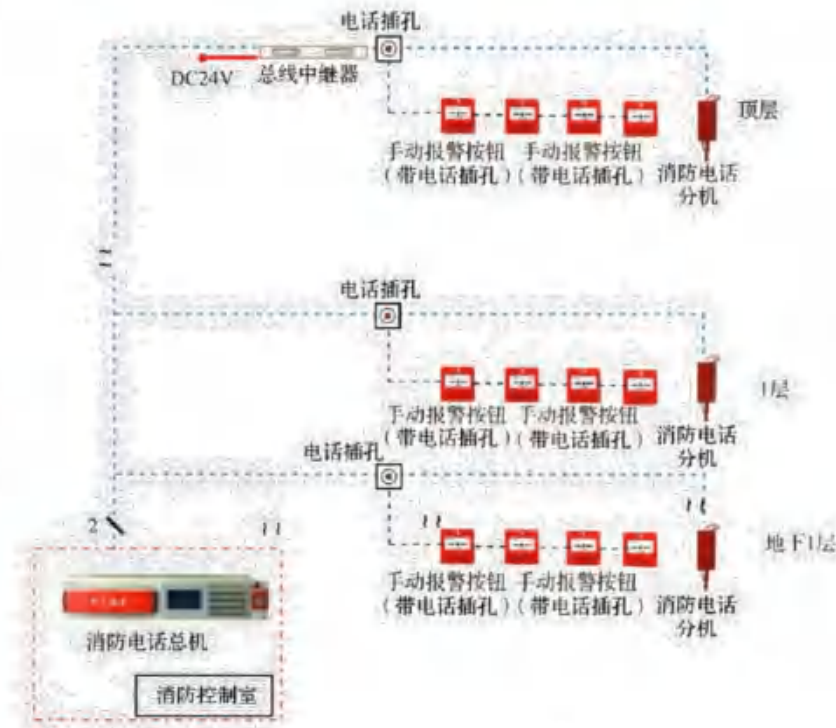 电话插孔
DC24V
总线中继器
顶层
手动报警按钮
手动报警按钮
(带电话插孔)
(带电话插孔)
消防电话
分机
电话插孔
1层
手动报警按钮
手动报警按钮
(带电话插孔)
(带电话插孔)
消防电话
分机
电话插孔
2
地下1层
手动报警按钮
手动报警按钮
(带电话插孔)
(带电话插孔)
消防电话
分机
消防电话总机
消防控制室